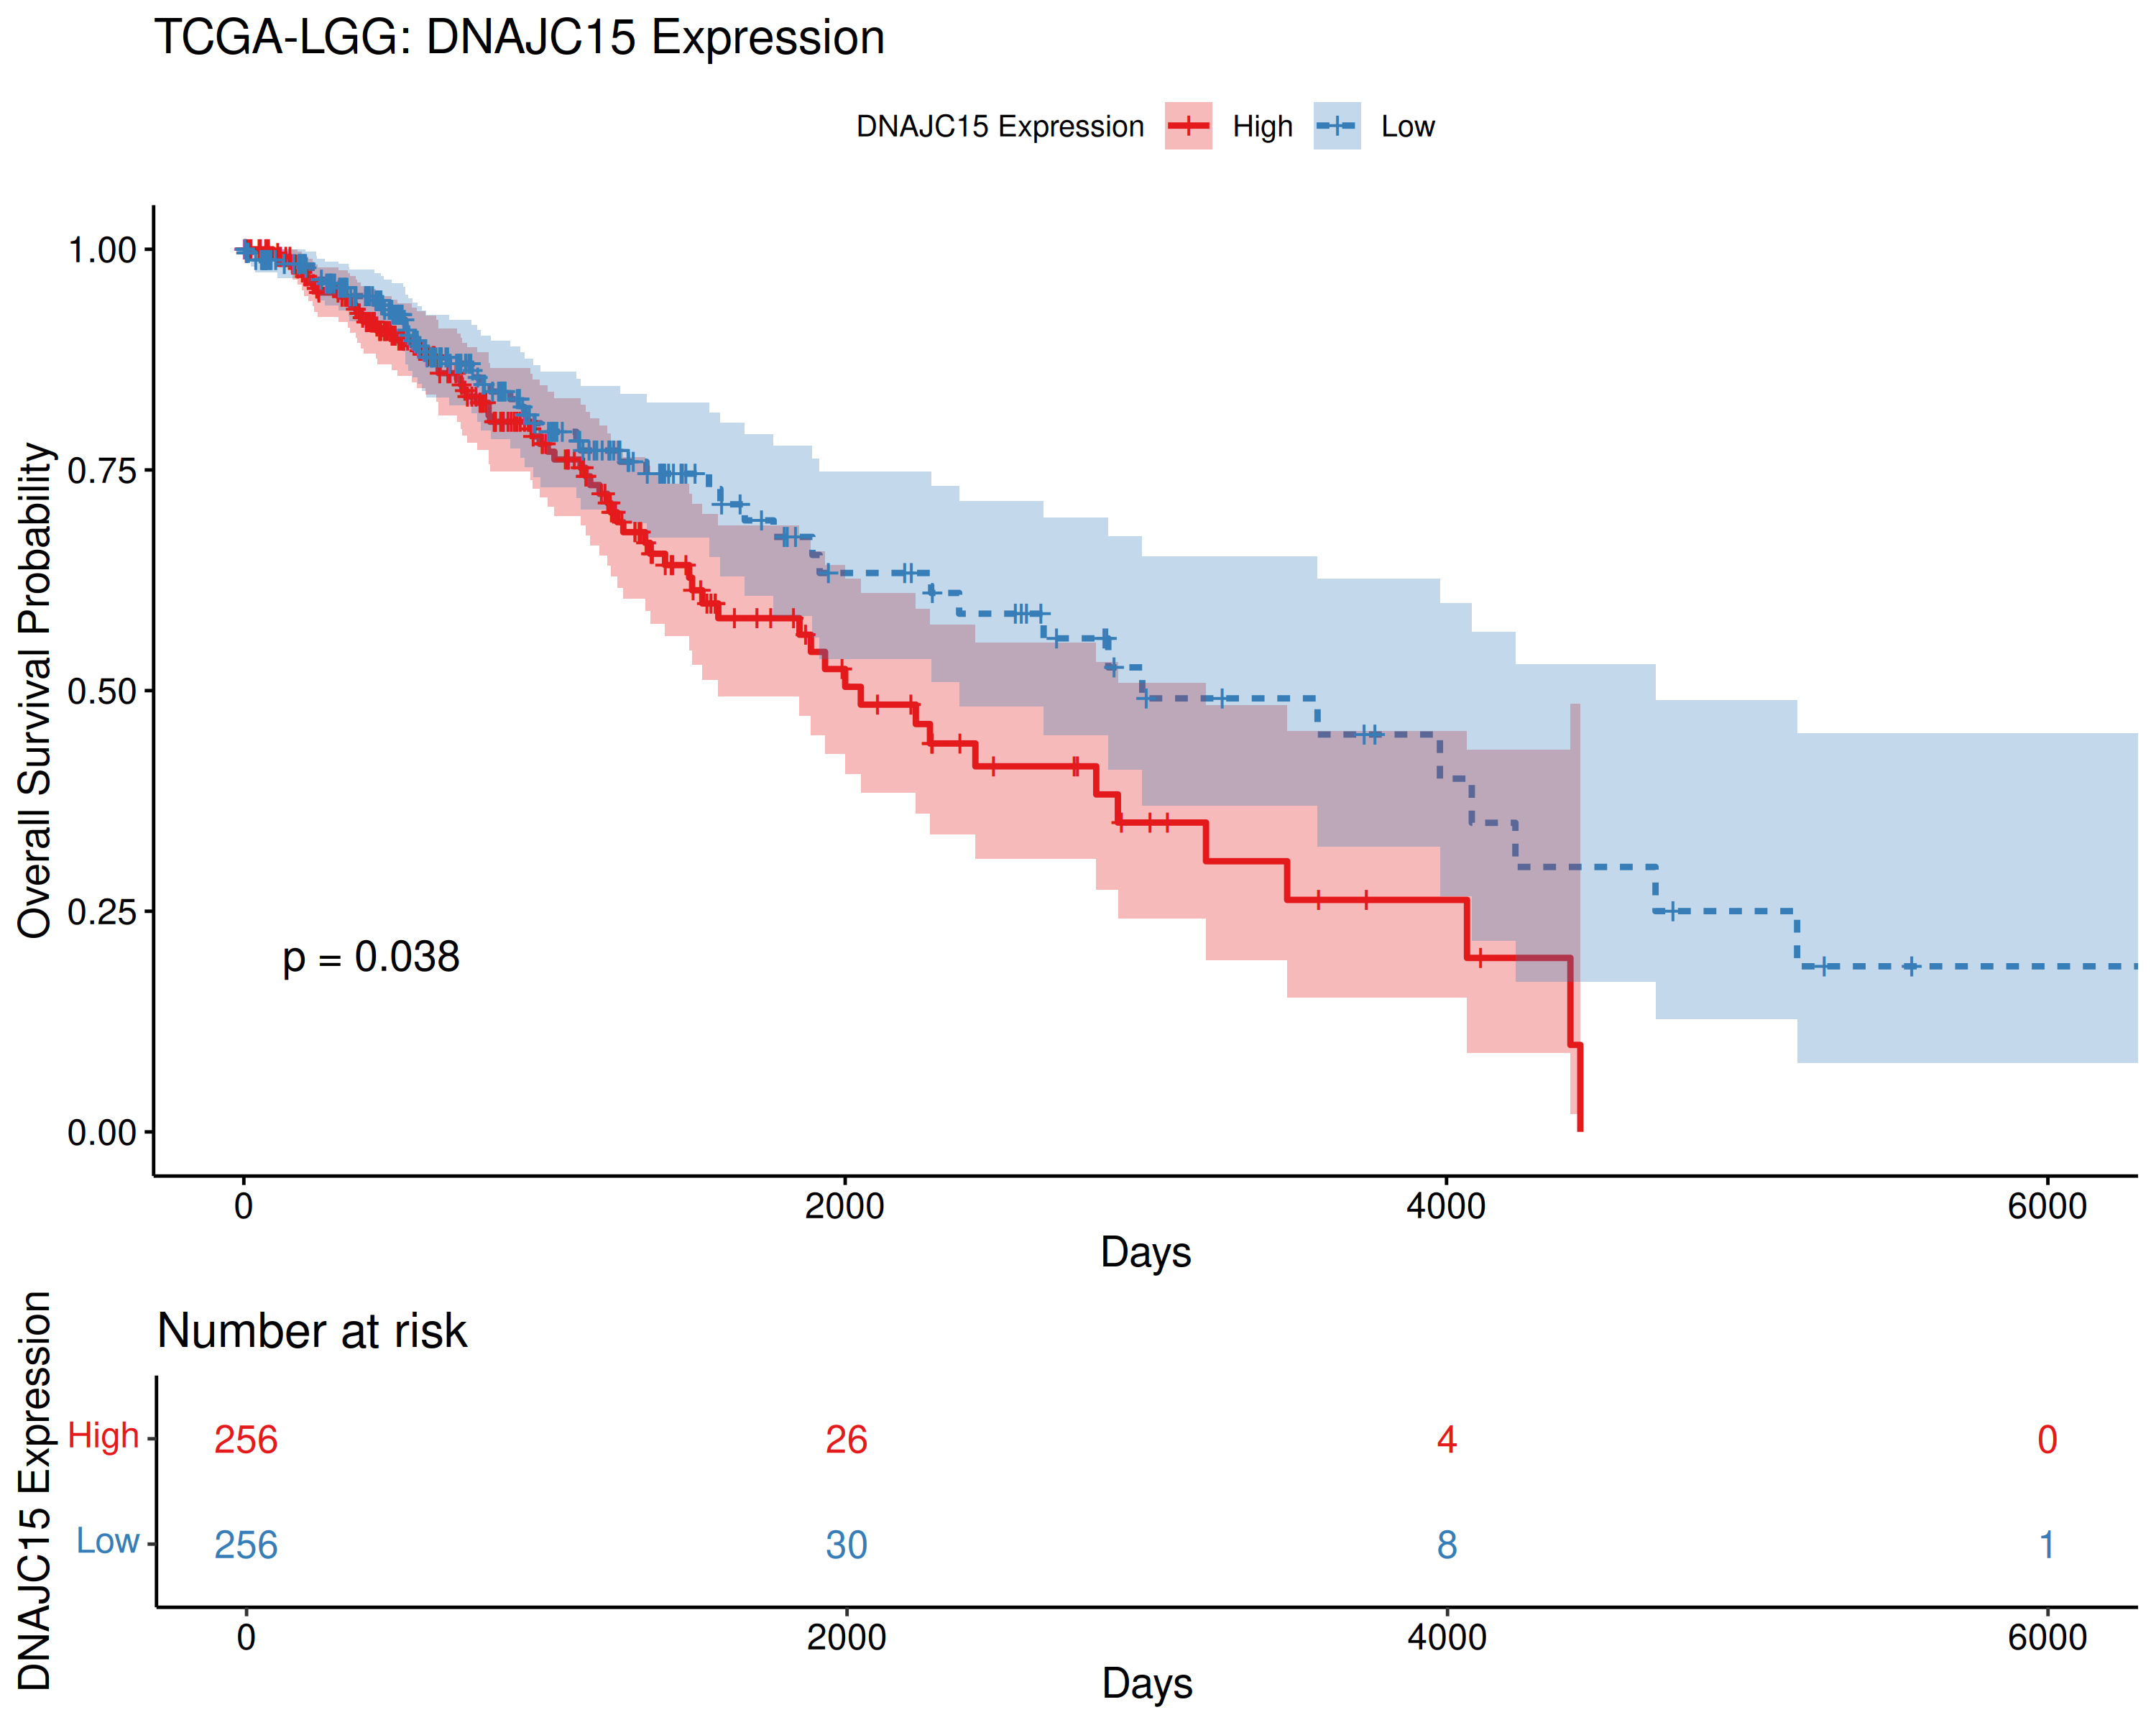 TCGA-LGG: DNAJC15 Expression
DNAJC15 Expression High Low
Overall Survival Probability
1.00
0.75
0.50
0.25
0.00
p = 0.038
0 2000 4000 6000
Days
Number at risk
DNAJC15 Expression
High 256 26 4 0
Low 256 30 8 1
0 2000 4000 6000
Days